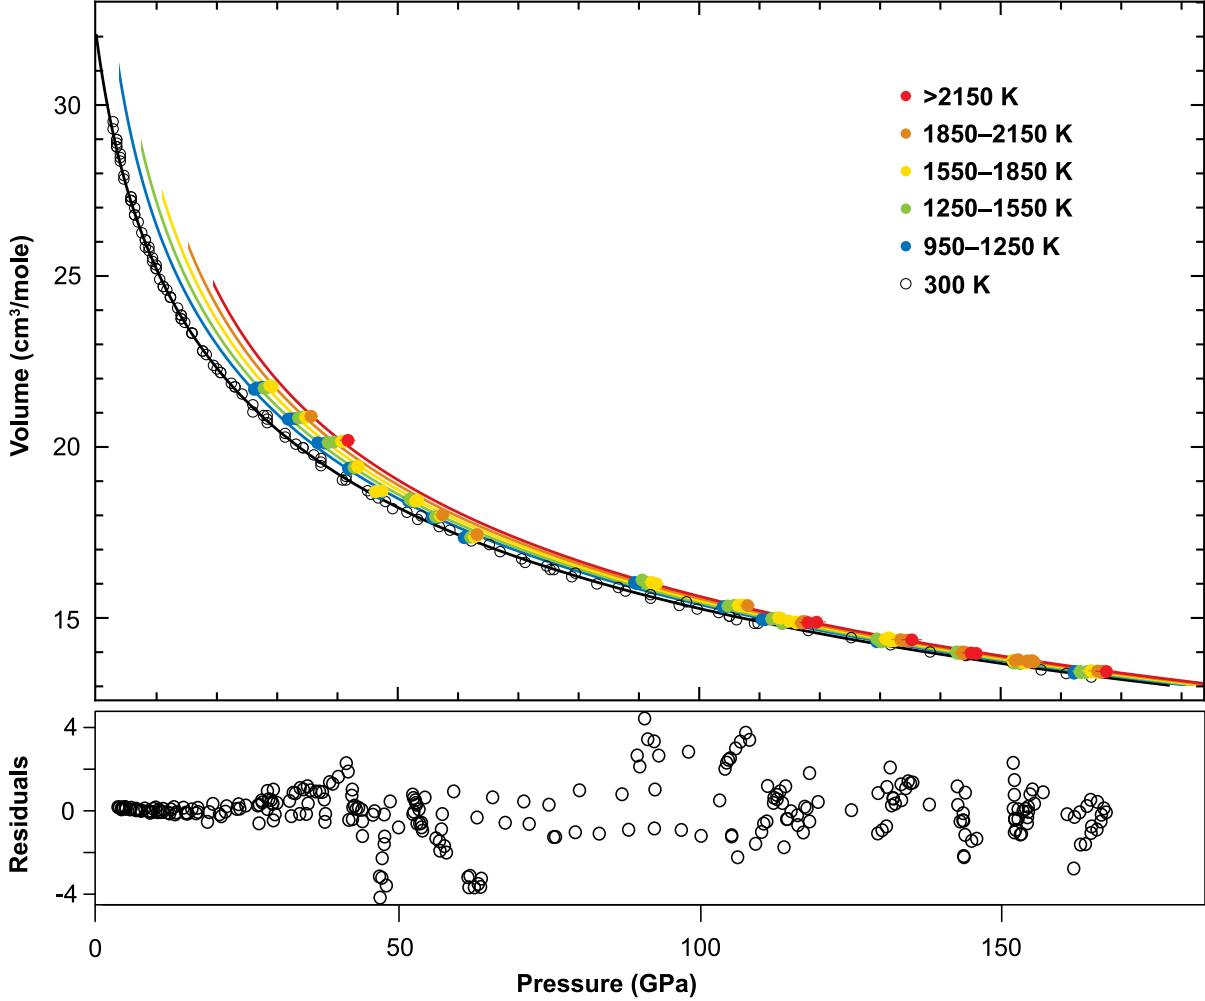 30
25
20
15
Volume (cm³/mole)
>2150 K
1850–2150 K
1550–1850 K
1250–1550 K
950–1250 K
300 K
4
0
-4
Residuals
0
50
100
150
Pressure (GPa)